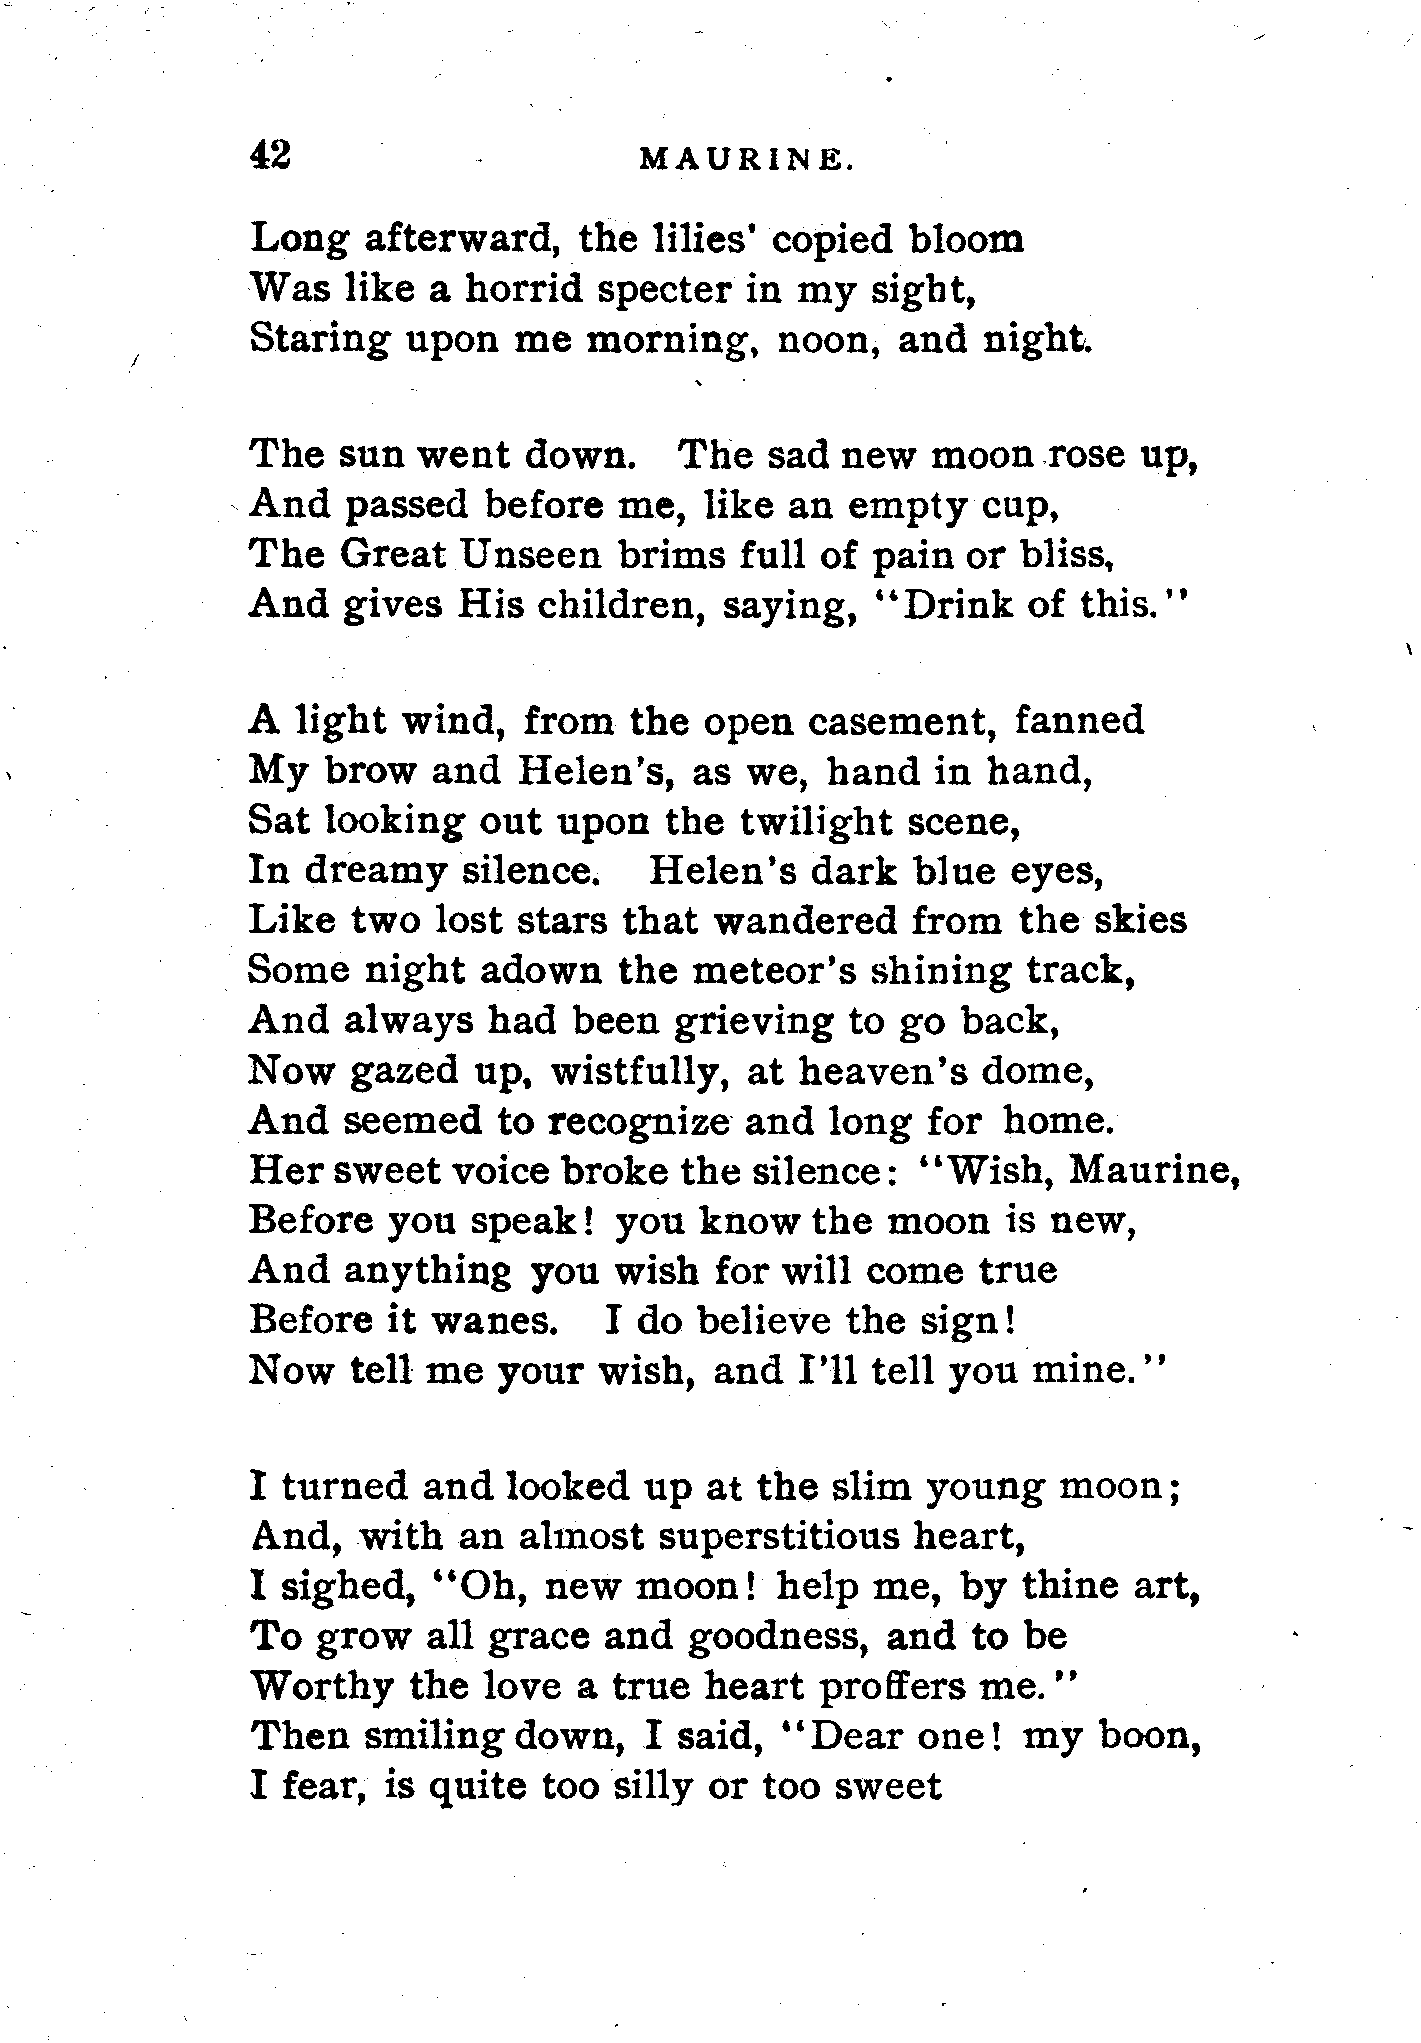 42 MAURINE.
Long afterward, the lilies' copied bloom
Was like a horrid specter in my sight,
Staring upon me morning, noon, and night.
The sun went down. The sad new moon rose up,
And passed before me, like an empty cup,
The Great Unseen brims full of pain or bliss,
And gives His children, saying, "Drink of this."
A light wind, from the open casement, fanned
My brow and Helen's, as we, hand in hand,
Sat looking out upon the twilight scene,
In dreamy silence. Helen's dark blue eyes,
Like two lost stars that wandered from the skies
Some night adown the meteor's shining track,
And always had been grieving to go back,
Now gazed up, wistfully, at heaven's dome,
And seemed to recognize and long for home.
Her sweet voice broke the silence: "Wish, Maurine,
Before you speak! you know the moon is new,
And anything you wish for will come true
Before it wanes. I do believe the sign!
Now tell me your wish, and I'll tell you mine."
I turned and looked up at the slim young moon;
And, with an almost superstitious heart,
I sighed, "Oh, new moon! help me, by thine art,
To grow all grace and goodness, and to be
Worthy the love a true heart proffers me."
Then smiling down, I said, "Dear one! my boon,
I fear, is quite too silly or too sweet